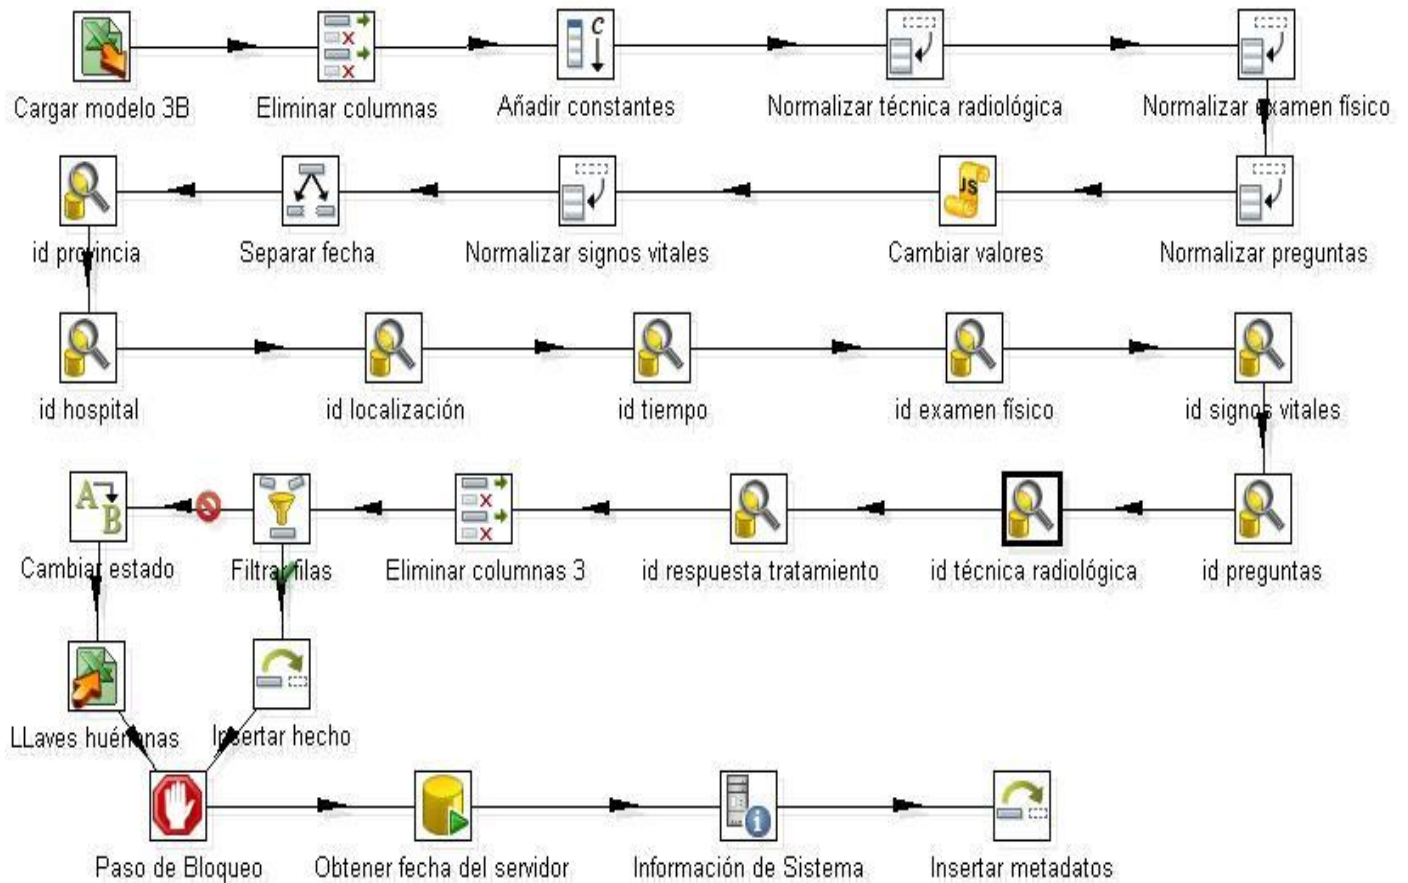 Cargar modelo 3B
Eliminar columnas
Añadir constantes
Normalizar técnica radiológica
Normalizar examen físico
id provincia
Separar fecha
Normalizar signos vitales
Cambiar valores
Normalizar preguntas
id hospital
id localización
id tiempo
id examen físico
id signos vitales
Cambiar estado
Filtrar filas
Eliminar columnas 3
id respuesta tratamiento
id técnica radiológica
id preguntas
LLaves huérfanas
Insertar hecho
Paso de Bloqueo
Obtener fecha del servidor
Información de Sistema
Insertar metadatos